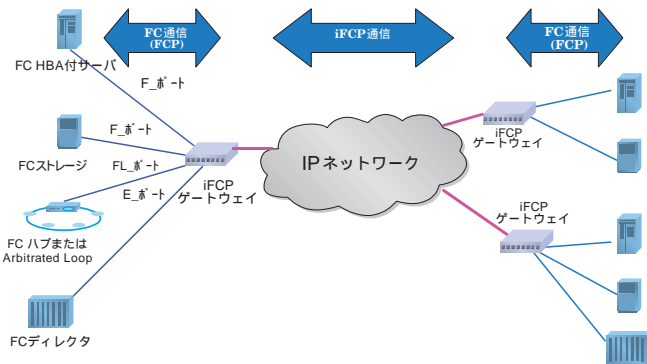 FC通信
(FCP)
iFCP通信
FC通信
(FCP)
FC HBA付サーバ
F_ポート
F_ポート
FCストレージ
FL_ポート
E_ポート
iFCP
ゲートウェイ
FC ハブまたは
Arbitrated Loop
FCディレクタ
IPネットワーク
iFCP
ゲートウェイ
iFCP
ゲートウェイ